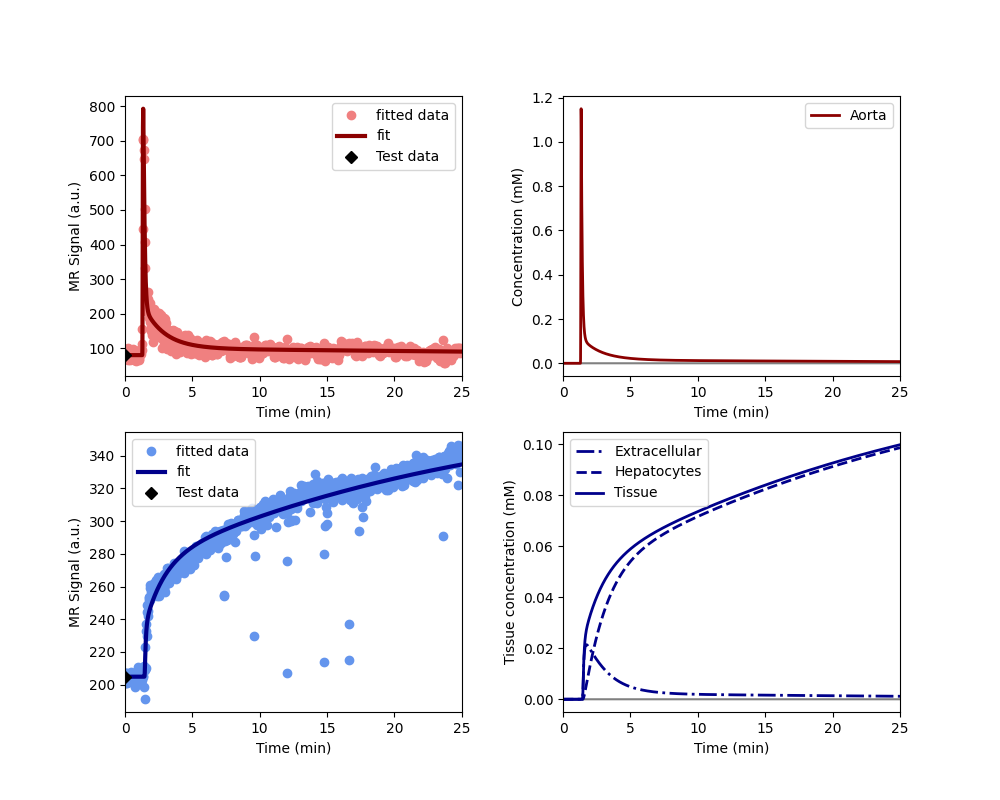 MR Signal (a.u.)
800
700
600
500
400
300
200
100
0
5
10
15
20
25
Time (min)
fitted data
fit
Test data
Concentration (mM)
1.2
1.0
0.8
0.6
0.4
0.2
0.0
0
5
10
15
20
25
Time (min)
Aorta
MR Signal (a.u.)
340
320
300
280
260
240
220
200
0
5
10
15
20
25
Time (min)
fitted data
fit
Test data
Tissue concentration (mM)
0.10
0.08
0.06
0.04
0.02
0.00
0
5
10
15
20
25
Time (min)
Extracellular
Hepatocytes
Tissue